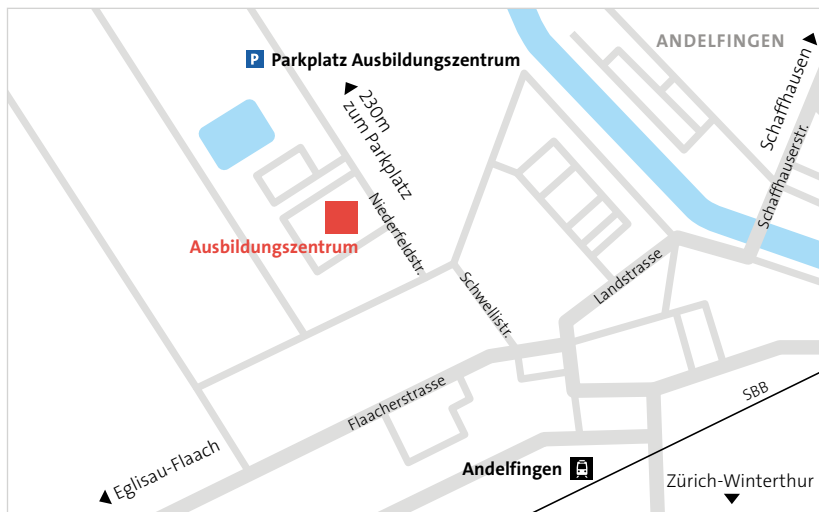 ANDELFINGEN
P Parkplatz Ausbildungszentrum
Schaffhausen
230m
zum Parkplatz
Schaffhauserstr.
Niederfeldstr.
Ausbildungszentrum
Landstrasse
Schwellistr.
Flaacherstrasse
SBB
Andelfingen
Eglisau-Flaach
Zürich-Winterthur